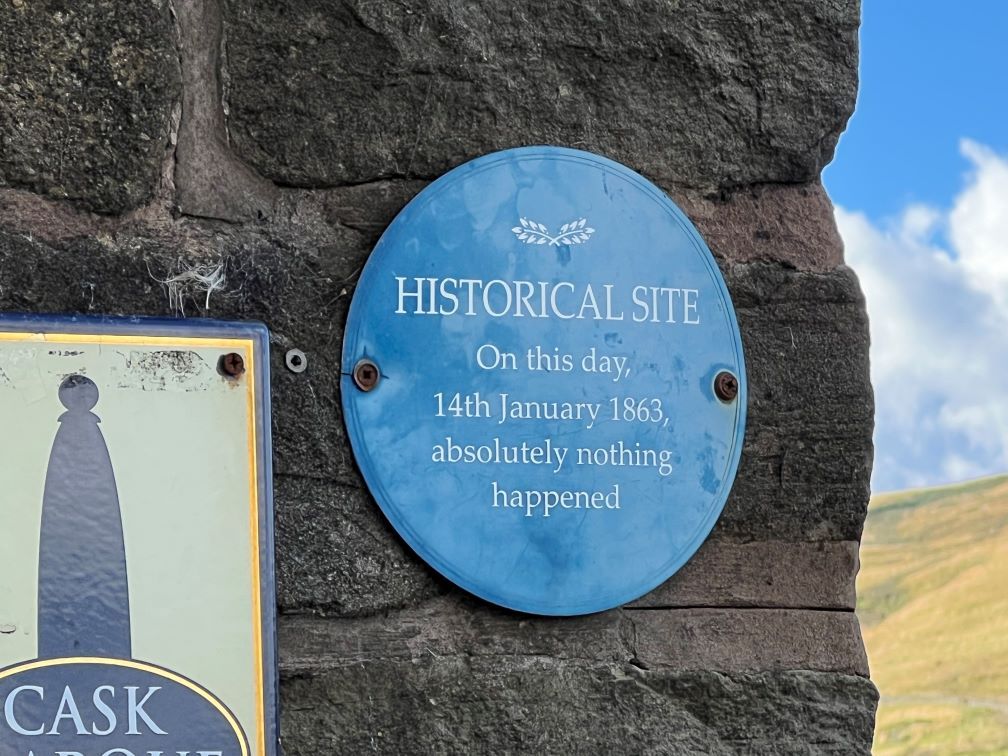 HISTORICAL SITE
On this day,
14th January 1863,
absolutely nothing
happened
CASK